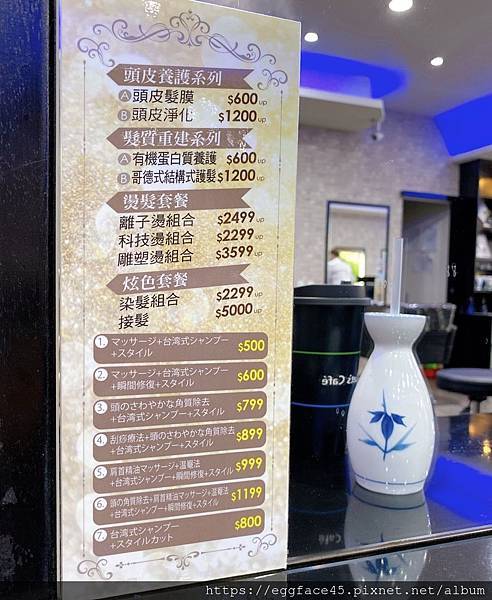 頭皮養護系列
Ⓐ頭皮髮膜 $600up
Ⓑ頭皮淨化 $1200up
髮質重建系列
Ⓐ有機蛋白質養護 $600up
Ⓑ哥德式結構式護髮 $1200up
燙髮套餐
離子燙組合 $2499up
科技燙組合 $2299up
雕塑燙組合 $3599up
炫色套餐
染髮組合 $2299up
接髮 $5000up
1. マッサージ+台湾式シャンプー
+スタイル $500
2. マッサージ+台湾式シャンプー
+瞬間修復+スタイル $600
3. 頭のさわやかな角質除去
+台湾式シャンプー+スタイル $799
4. 刮痧療法+頭のさわやかな角質除去
+台湾式シャンプー+スタイル $899
5. 肩首精油マッサージ+温罨法
+台湾式シャンプー+瞬間修復+スタイル $999
6. 頭の角質除去+肩首精油マッサージ+温罨法
+台湾式シャンプー+瞬間修復+スタイル $1199
7. 台湾式シャンプー
+スタイルカット $800
Café
https://eggface45.pixnet.net/album